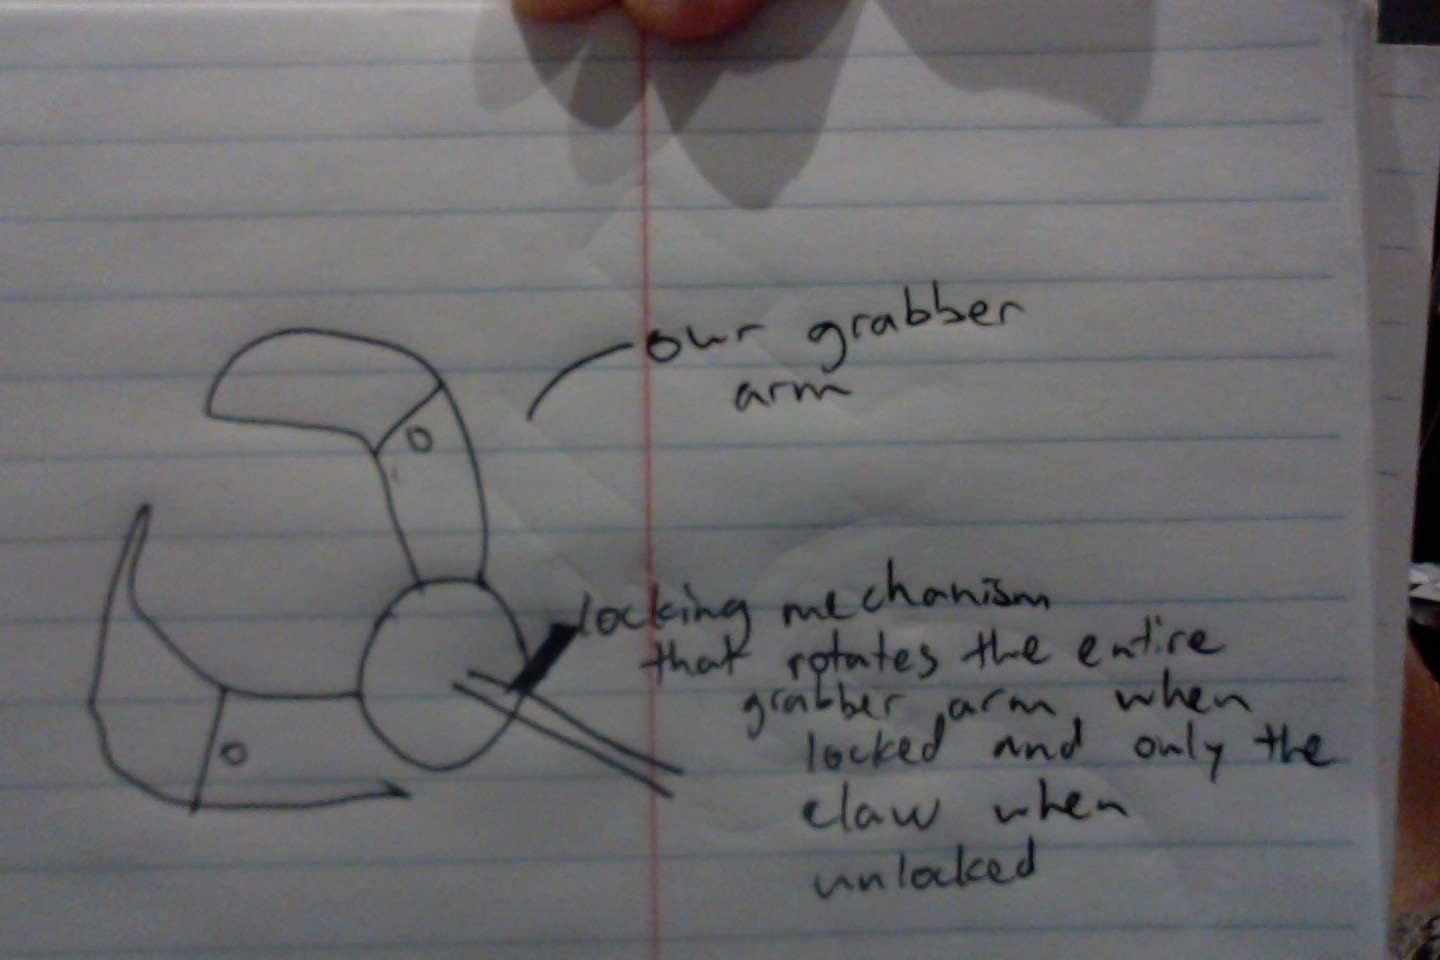 our grabber
arm
locking mechanism
that rotates the entire
grabber arm, when
locked and only the
claw when
unlocked